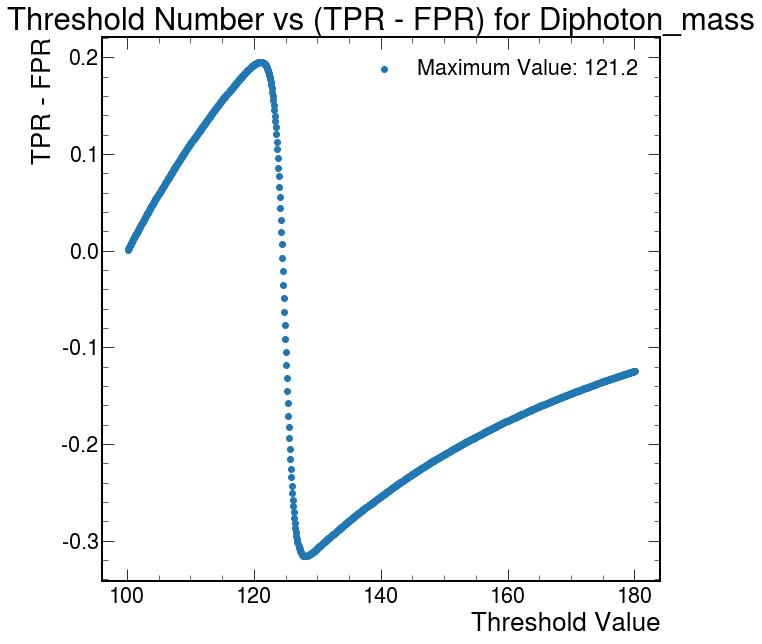 Threshold Number vs (TPR - FPR) for Diphoton_mass
TPR - FPR
Maximum Value: 121.2
0.2
0.1
0.0
-0.1
-0.2
-0.3
100 120 140 160 180
Threshold Value